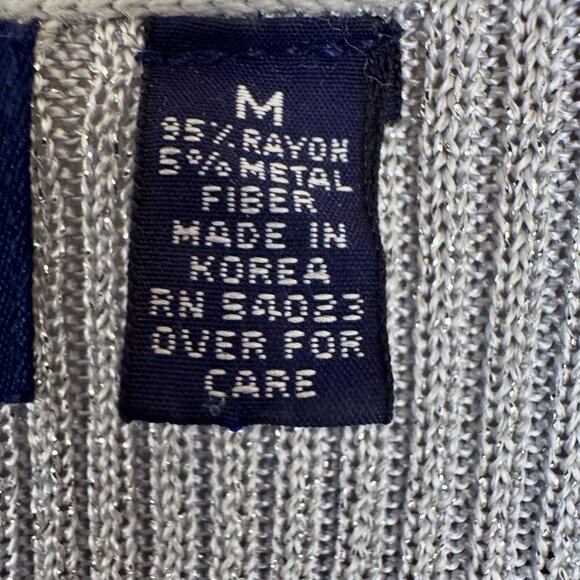 M
95% RAYON
5% METAL
FIBER
MADE IN
KOREA
RN 54023
OVER FOR
CARE